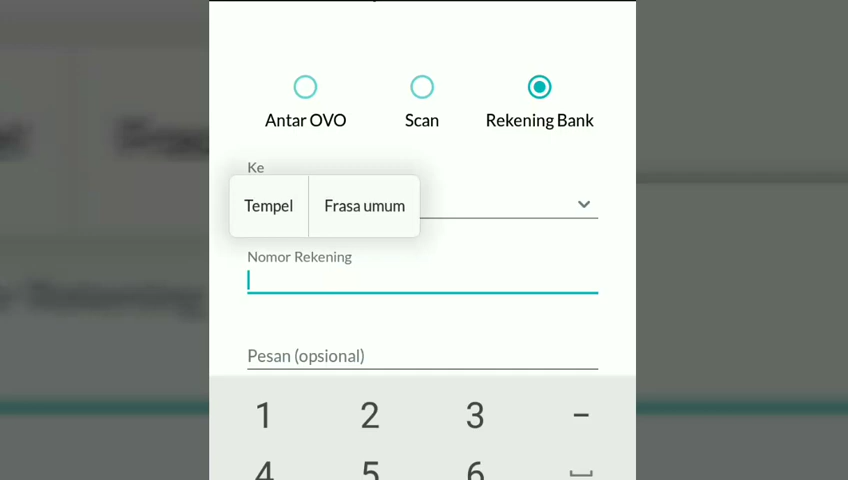 Antar OVO Scan Rekening Bank
Ke
Tempel Frasa umum
Nomor Rekening
Pesan (opsional)
1 2 3 -
4 5 6